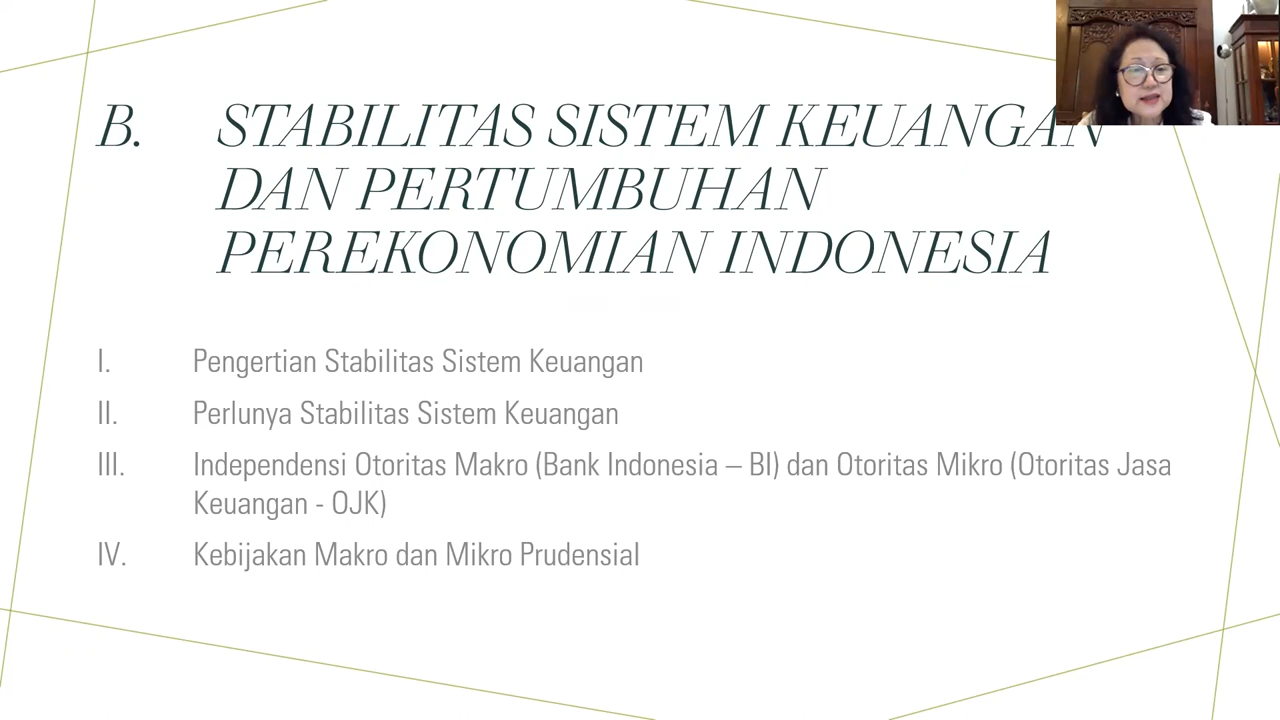 B. STABILITAS SISTEM KEUANGAN
DAN PERTUMBUHAN
PEREKONOMIAN INDONESIA
I. Pengertian Stabilitas Sistem Keuangan
II. Perlunya Stabilitas Sistem Keuangan
III. Independensi Otoritas Makro (Bank Indonesia – BI) dan Otoritas Mikro (Otoritas Jasa
Keuangan - OJK)
IV. Kebijakan Makro dan Mikro Prudensial